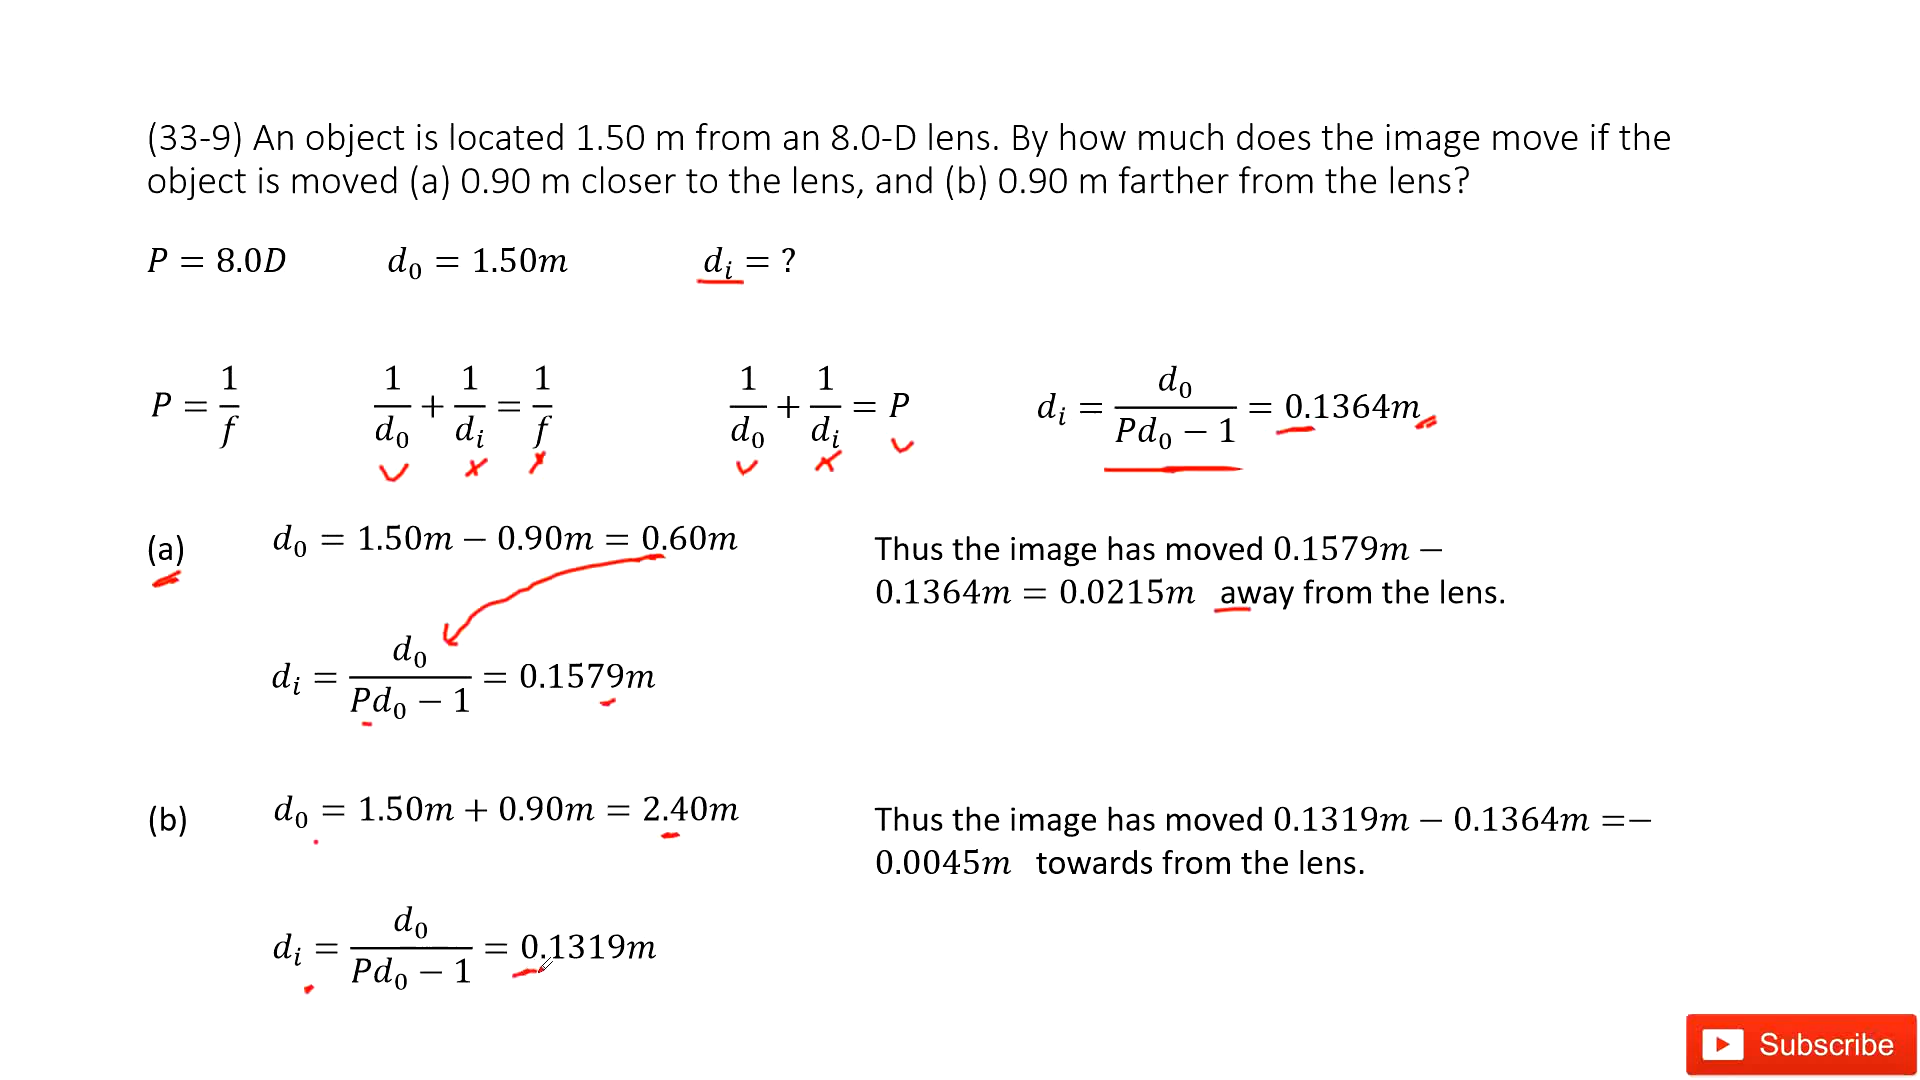 (33-9) An object is located 1.50 m from an 8.0-D lens. By how much does the image move if the
object is moved (a) 0.90 m closer to the lens, and (b) 0.90 m farther from the lens?
P = 8.0D d₀ = 1.50m dᵢ = ?
P = 1/f 1/d₀ + 1/dᵢ = 1/f 1/d₀ + 1/dᵢ = P dᵢ = d₀/(Pd₀ − 1) = 0.1364m
(a) d₀ = 1.50m − 0.90m = 0.60m
Thus the image has moved 0.1579m −
0.1364m = 0.0215m away from the lens.
dᵢ = d₀/(Pd₀ − 1) = 0.1579m
(b) d₀ = 1.50m + 0.90m = 2.40m
Thus the image has moved 0.1319m − 0.1364m =−
0.0045m towards from the lens.
dᵢ = d₀/(Pd₀ − 1) = 0.1319m
Subscribe